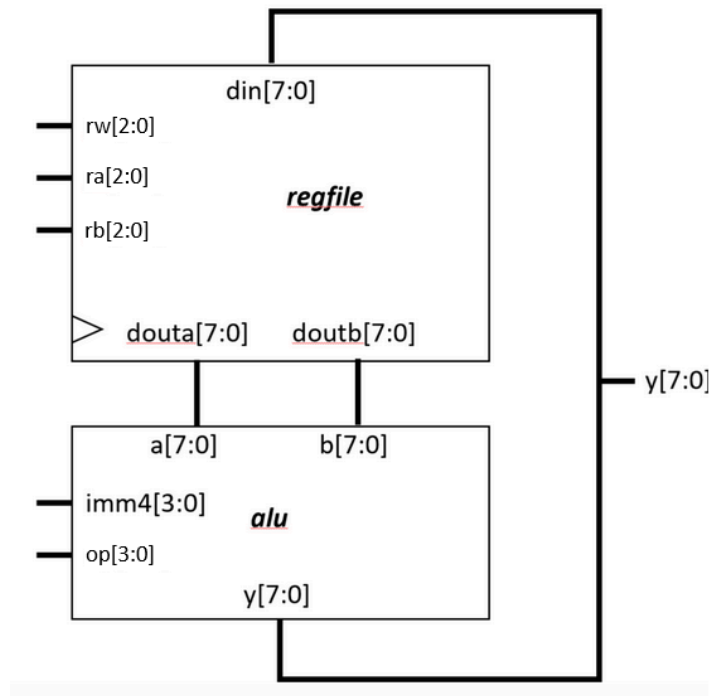 din[7:0]
rw[2:0]
ra[2:0]
regfile
rb[2:0]
douta[7:0] doutb[7:0]
y[7:0]
a[7:0] b[7:0]
imm4[3:0]
alu
op[3:0]
y[7:0]